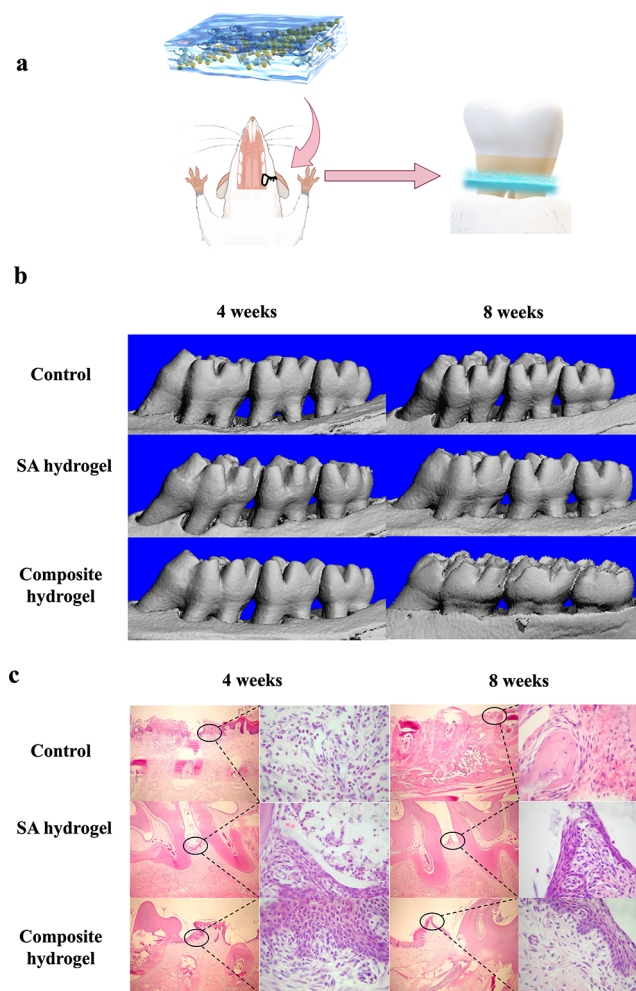 a
b
4 weeks 8 weeks
Control
SA hydrogel
Composite
hydrogel
c
4 weeks 8 weeks
Control
SA hydrogel
Composite
hydrogel